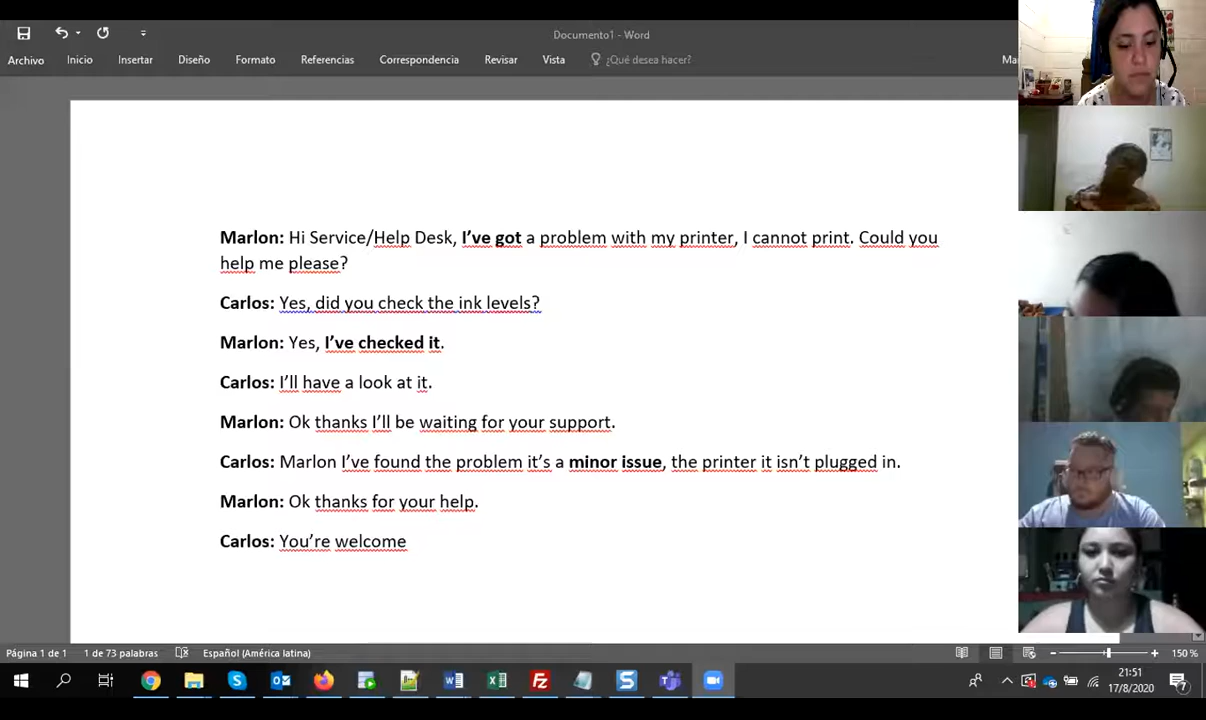 Documento1 - Word
Archivo Inicio Insertar Diseño Formato Referencias Correspondencia Revisar Vista ¿Qué desea hacer? Ma
Marlon: Hi Service/Help Desk, I've got a problem with my printer, I cannot print. Could you
help me please?
Carlos: Yes, did you check the ink levels?
Marlon: Yes, I've checked it.
Carlos: I'll have a look at it.
Marlon: Ok thanks I'll be waiting for your support.
Carlos: Marlon I've found the problem it's a minor issue, the printer it isn't plugged in.
Marlon: Ok thanks for your help.
Carlos: You're welcome
Página 1 de 1 1 de 73 palabras Español (América latina) 150 %
21:51
17/8/2020